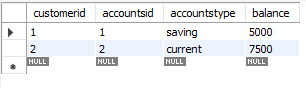 customerid accountsid accountstype balance
1 1 saving 5000
2 2 current 7500
NULL NULL NULL NULL